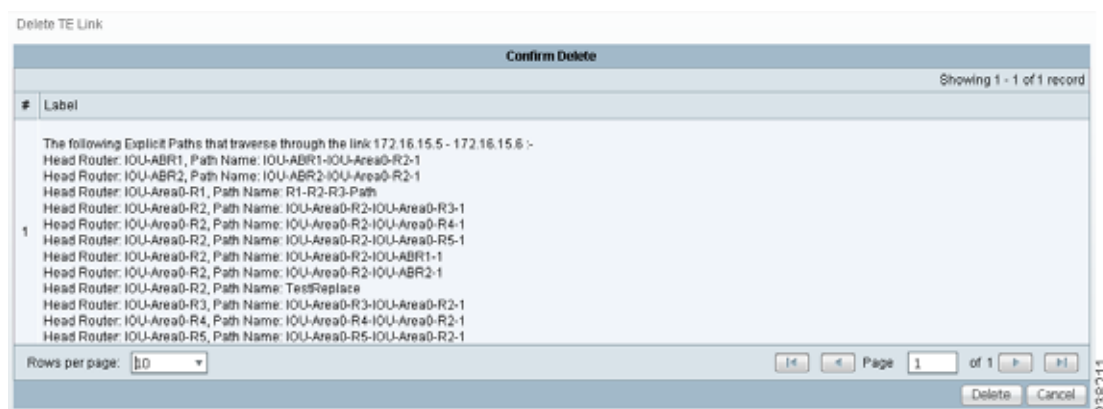 Delete TE Link
Confirm Delete
Showing 1 - 1 of 1 record
# Label
The following Explicit Paths that traverse through the link 172.16.15.5 - 172.16.15.6 :-
Head Router: IOU-ABR1, Path Name: IOU-ABR1-IOU-Area0-R2-1
Head Router: IOU-ABR2, Path Name: IOU-ABR2-IOU-Area0-R2-1
Head Router: IOU-Area0-R1, Path Name: R1-R2-R3-Path
Head Router: IOU-Area0-R2, Path Name: IOU-Area0-R2-IOU-Area0-R3-1
Head Router: IOU-Area0-R2, Path Name: IOU-Area0-R2-IOU-Area0-R4-1
Head Router: IOU-Area0-R2, Path Name: IOU-Area0-R2-IOU-Area0-R5-1
1
Head Router: IOU-Area0-R2, Path Name: IOU-Area0-R2-IOU-ABR1-1
Head Router: IOU-Area0-R2, Path Name: IOU-Area0-R2-IOU-ABR2-1
Head Router: IOU-Area0-R2, Path Name: TestReplace
Head Router: IOU-Area0-R3, Path Name: IOU-Area0-R3-IOU-Area0-R2-1
Head Router: IOU-Area0-R4, Path Name: IOU-Area0-R4-IOU-Area0-R2-1
Head Router: IOU-Area0-R5, Path Name: IOU-Area0-R5-IOU-Area0-R2-1
Rows per page: 10 Page 1 of 1
Delete Cancel